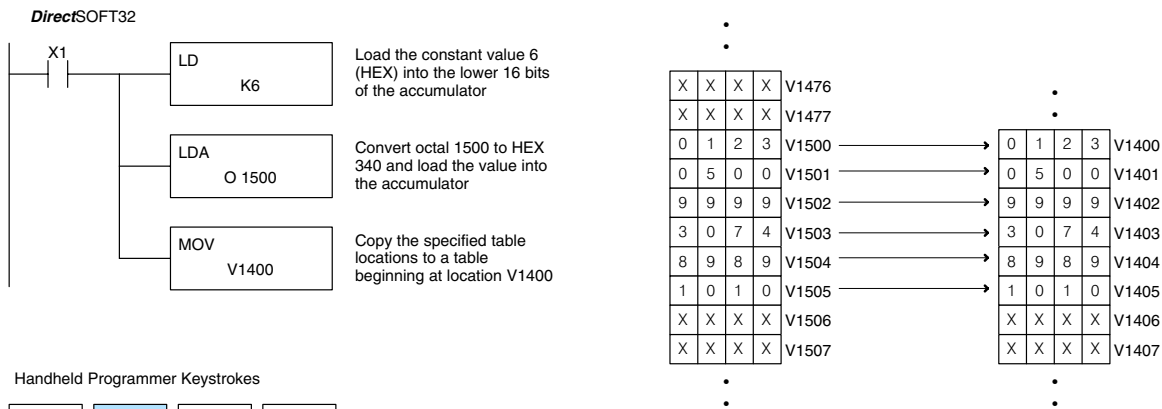 DirectSOFT32
X1
LD
K6
Load the constant value 6
(HEX) into the lower 16 bits
of the accumulator
LDA
O 1500
Convert octal 1500 to HEX
340 and load the value into
the accumulator
MOV
V1400
Copy the specified table
locations to a table
beginning at location V1400
Handheld Programmer Keystrokes
X X X X V1476
X X X X V1477
0 1 2 3 V1500
0 5 0 0 V1501
9 9 9 9 V1502
3 0 7 4 V1503
8 9 8 9 V1504
1 0 1 0 V1505
X X X X V1506
X X X X V1507
0 1 2 3 V1400
0 5 0 0 V1401
9 9 9 9 V1402
3 0 7 4 V1403
8 9 8 9 V1404
1 0 1 0 V1405
X X X X V1406
X X X X V1407